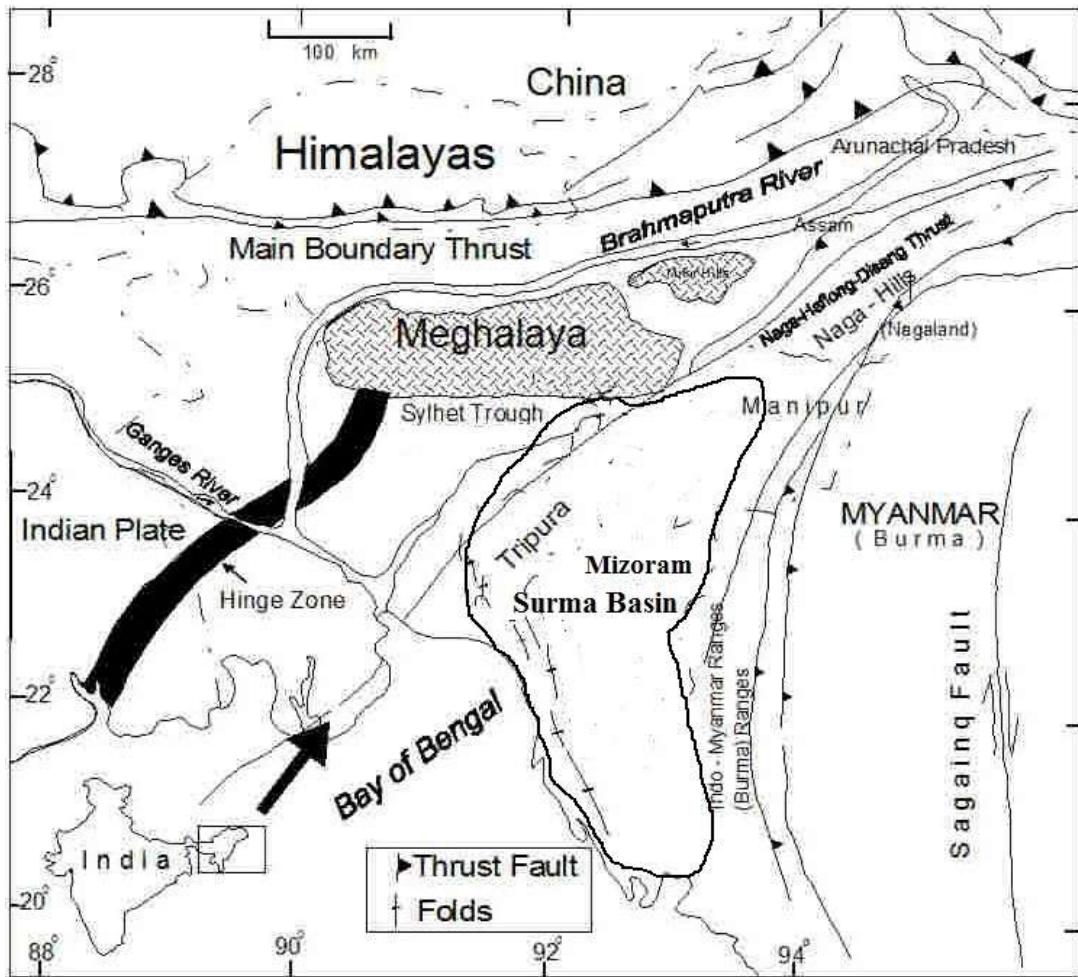 100 km
28°
China
Himalayas
Arunachal Pradesh
Brahmaputra River
Main Boundary Thrust
Assam
Mikir Hills
26°
Naga-Haflong-Disang Thrust
Naga - Hills
(Nagaland)
Meghalaya
Sylhet Trough
Manipur
Ganges River
24°
Indian Plate
MYANMAR
(Burma)
Tripura
Mizoram
Surma Basin
Hinge Zone
22°
Indo - Myanmar Ranges
(Burma) Ranges
Sagainq Fault
Bay of Bengal
India
Thrust Fault
Folds
20°
88°
90°
92°
94°